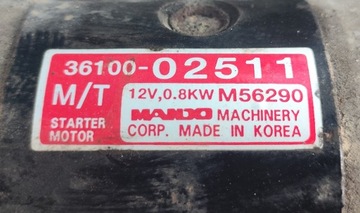 36100-02511
M/T 12V,0.8KW M56290
STARTER MANDO MACHINERY
MOTOR CORP. MADE IN KOREA